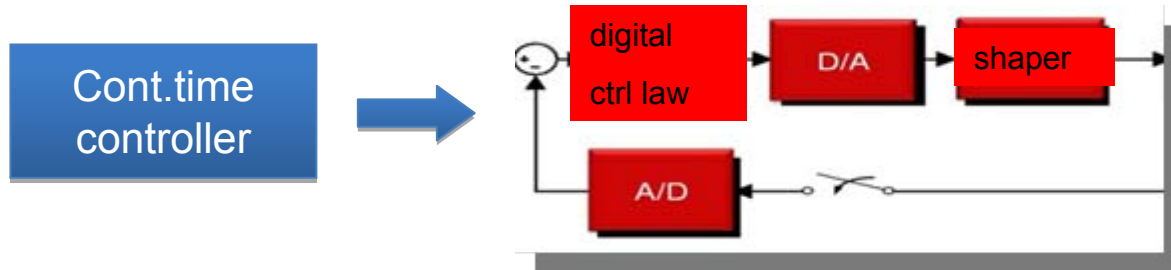 Cont.time
controller
+
-
digital
ctrl law
D/A
shaper
A/D